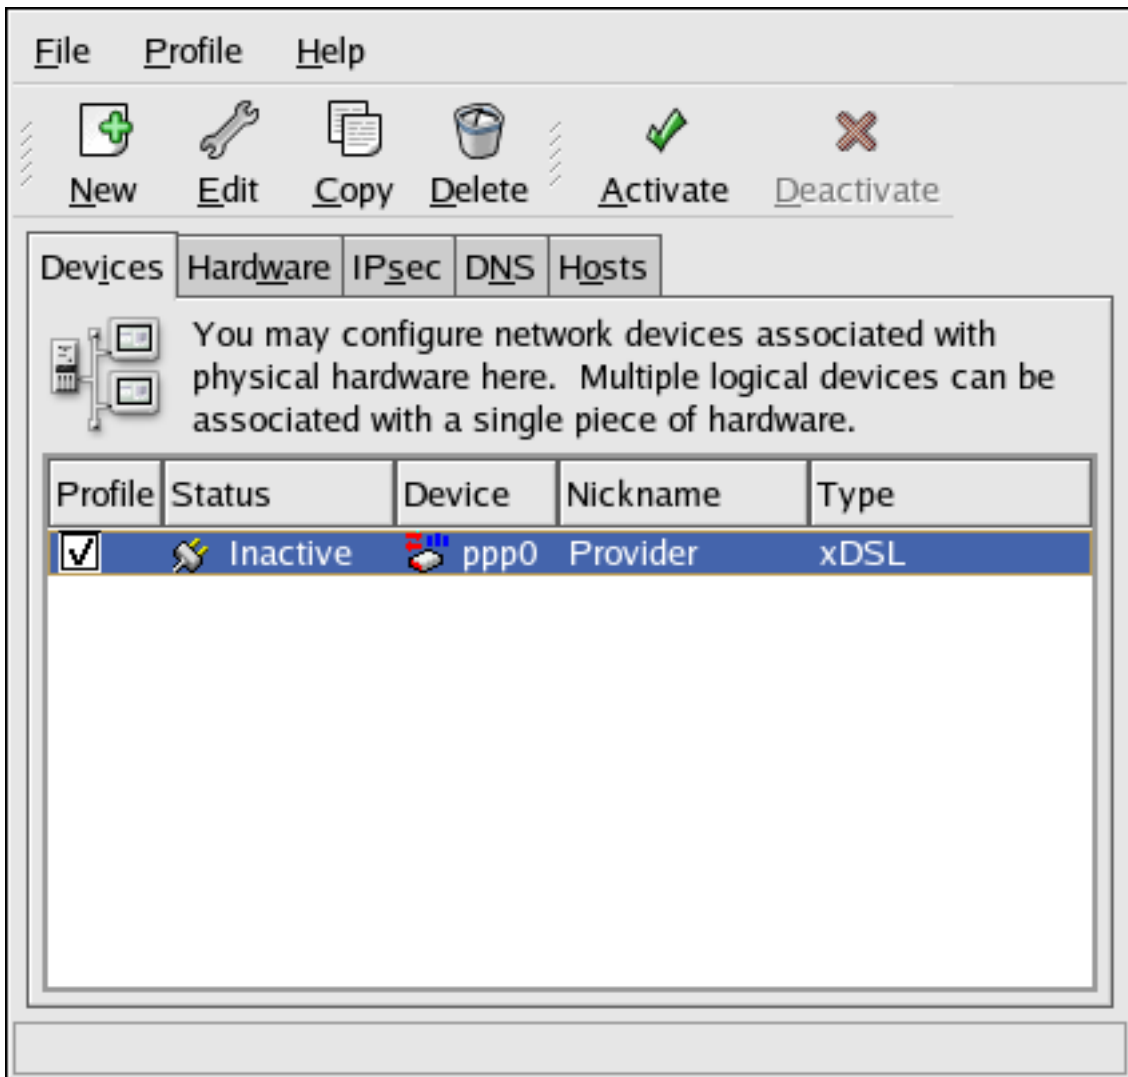 File Profile Help
New Edit Copy Delete Activate Deactivate
Devices Hardware IPsec DNS Hosts
You may configure network devices associated with
physical hardware here. Multiple logical devices can be
associated with a single piece of hardware.
Profile Status Device Nickname Type
Inactive ppp0 Provider xDSL